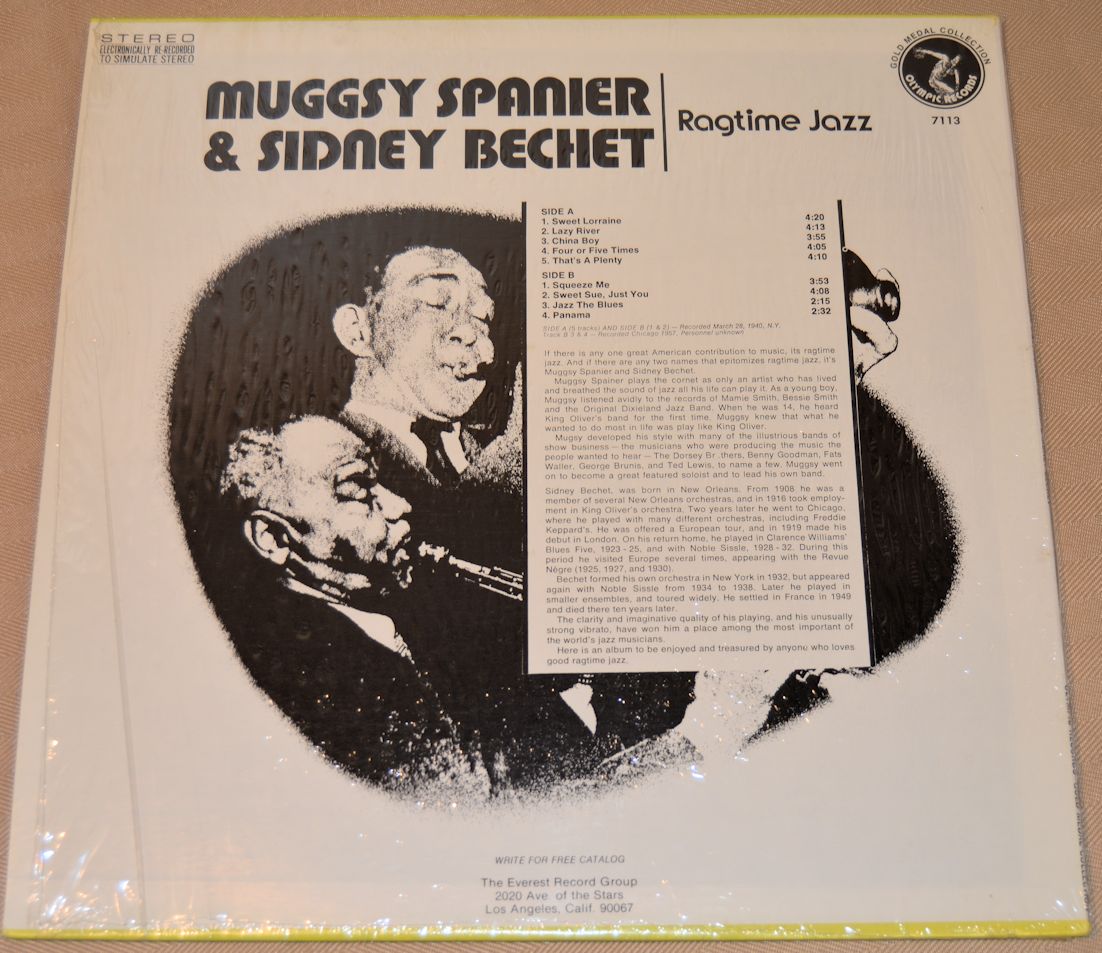 STEREO
ELECTRONICALLY RE-RECORDED
TO SIMULATE STEREO
MUGGSY SPANIER
& SIDNEY BECHET
Ragtime Jazz
GOLD MEDAL COLLECTION
OLYMPIC RECORDS
7113
SIDE A
1. Sweet Lorraine 4:20
2. Lazy River 4:13
3. China Boy 3:55
4. Four or Five Times 4:05
5. That's A Plenty 4:10
SIDE B
1. Squeeze Me 3:53
2. Sweet Sue, Just You 4:08
3. Jazz The Blues 2:15
4. Panama 2:32
SIDE A (5 tracks) AND SIDE B (1 & 2) — Recorded March 28, 1940, N.Y.
Track B 3 & 4 — Recorded Chicago 1957, Personnel unknown
If there is any one great American contribution to music, its ragtime
jazz. And if there are any two names that epitomizes ragtime jazz, it's
Muggsy Spanier and Sidney Bechet.
Muggsy Spainer plays the cornet as only an artist who has lived
and breathed the sound of jazz all his life can play it. As a young boy,
Muggsy listened avidly to the records of Mamie Smith, Bessie Smith
and the Original Dixieland Jazz Band. When he was 14, he heard
King Oliver's band for the first time. Muggsy knew that what he
wanted to do most in life was play like King Oliver.
Mugsy developed his style with many of the illustrious bands of
show business — the musicians who were producing the music the
people wanted to hear — The Dorsey Br .thers, Benny Goodman, Fats
Waller, George Brunis, and Ted Lewis, to name a few. Muggsy went
on to become a great featured soloist and to lead his own band.
Sidney Bechet, was born in New Orleans. From 1908 he was a
member of several New Orleans orchestras, and in 1916 took employ-
ment in King Oliver's orchestra. Two years later he went to Chicago,
where he played with many different orchestras, including Freddie
Keppard's. He was offered a European tour, and in 1919 made his
debut in London. On his return home, he played in Clarence Williams'
Blues Five, 1923 - 25, and with Noble Sissle, 1928 - 32. During this
period he visited Europe several times, appearing with the Revue
Nègre (1925, 1927, and 1930).
Bechet formed his own orchestra in New York in 1932, but appeared
again with Noble Sissle from 1934 to 1938. Later he played in
smaller ensembles, and toured widely. He settled in France in 1949
and died there ten years later.
The clarity and imaginative quality of his playing, and his unusually
strong vibrato, have won him a place among the most important of
the world's jazz musicians.
Here is an album to be enjoyed and treasured by anyone who loves
good ragtime jazz.
WRITE FOR FREE CATALOG
The Everest Record Group
2020 Ave. of the Stars
Los Angeles, Calif. 90067